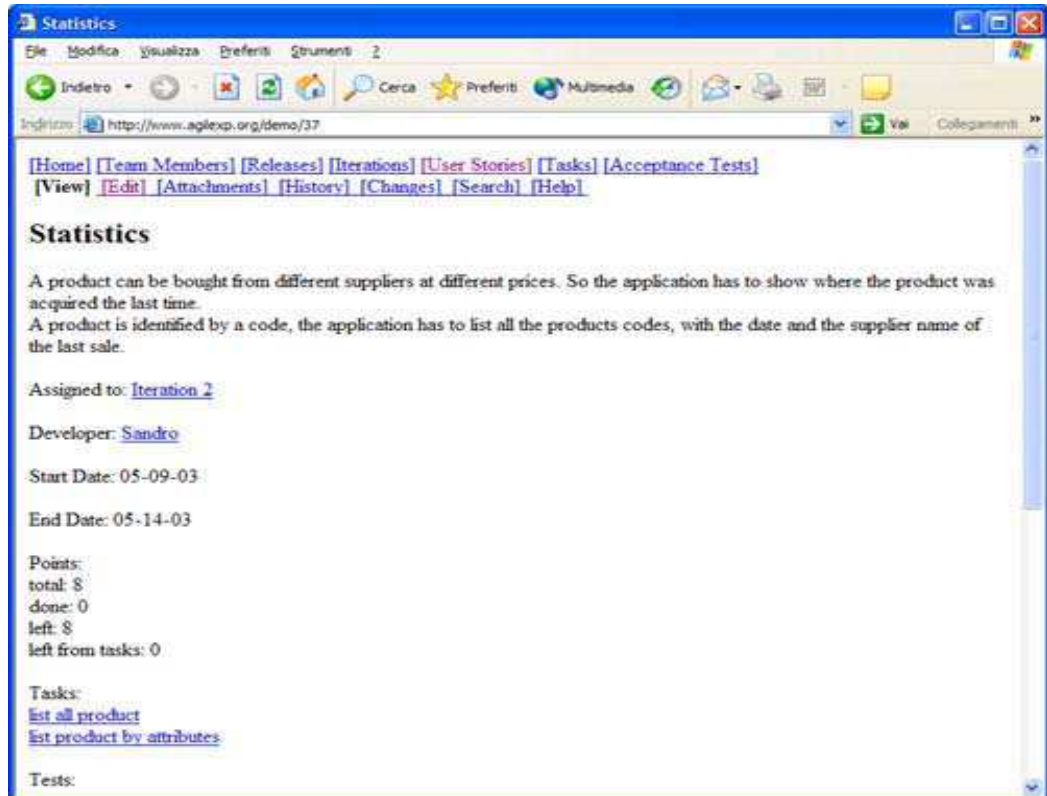 Statistics
File Modifica Visualizza Preferiti Strumenti ?
Indietro Cerca Preferiti Multimedia
Indirizzo http://www.agilexp.org/demo/37 Vai Collegamenti »
[Home] [Team Members] [Releases] [Iterations] [User Stories] [Tasks] [Acceptance Tests]
[View] [Edit] [Attachments] [History] [Changes] [Search] [Help]
Statistics
A product can be bought from different suppliers at different prices. So the application has to show where the product was
acquired the last time.
A product is identified by a code, the application has to list all the products codes, with the date and the supplier name of
the last sale.
Assigned to: Iteration 2
Developer: Sandro
Start Date: 05-09-03
End Date: 05-14-03
Points:
total: 8
done: 0
left: 8
left from tasks: 0
Tasks:
list all product
list product by attributes
Tests: